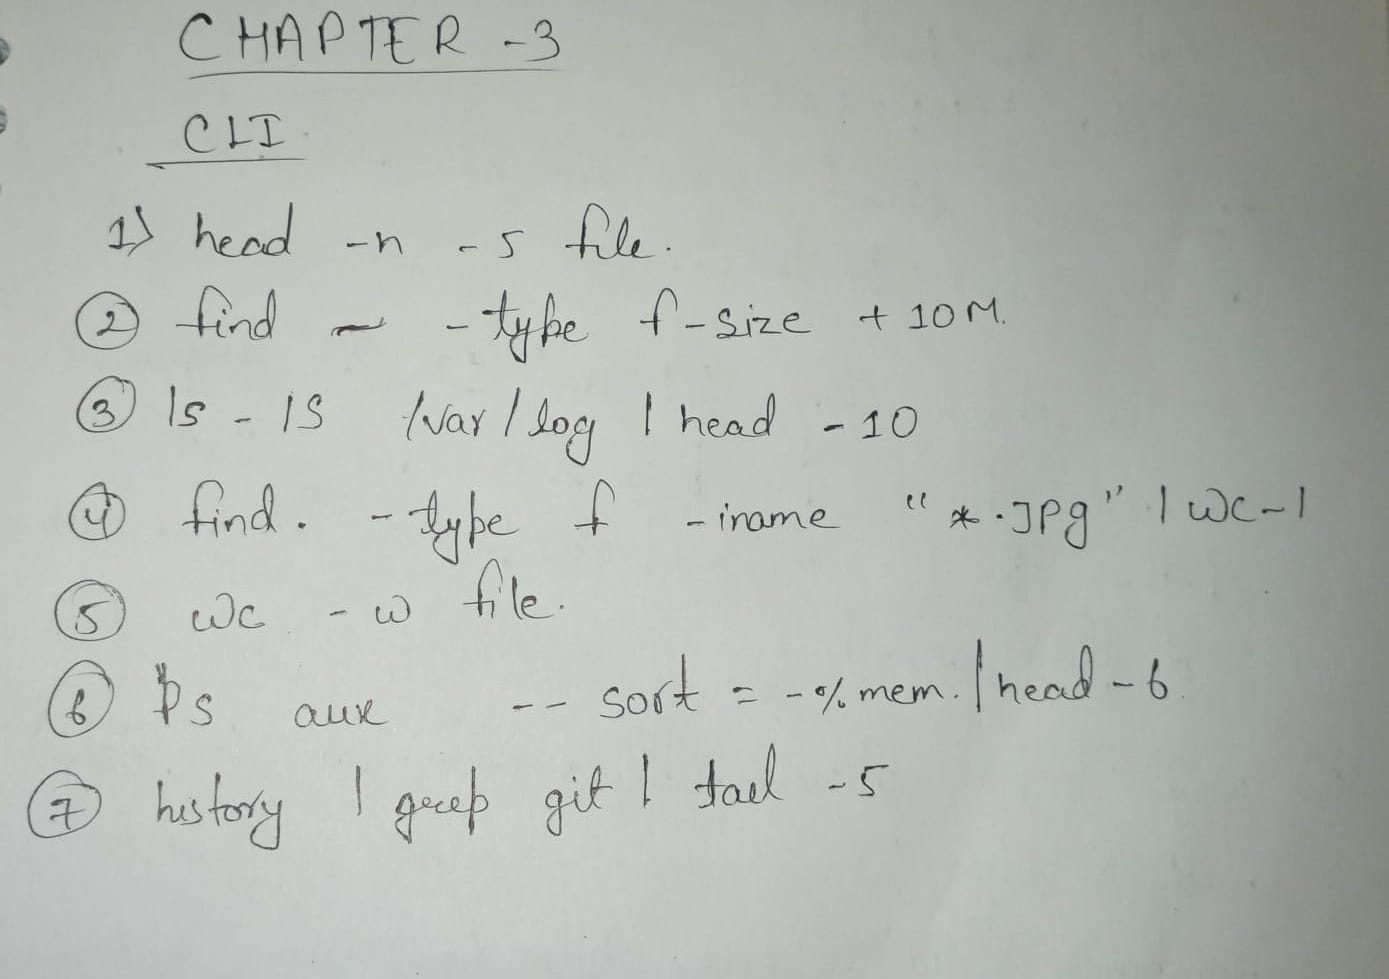 CHAPTER -3
CLI
1) head -n -5 file.
2 find ~ -type f -size +10M.
3 ls -lS /var/log | head -10
4 find . -type f -iname "*.JPg" | wc -l
5 wc -w file.
6 ps aux --sort=-%mem. | head -6
7 history | grep git | tail -5